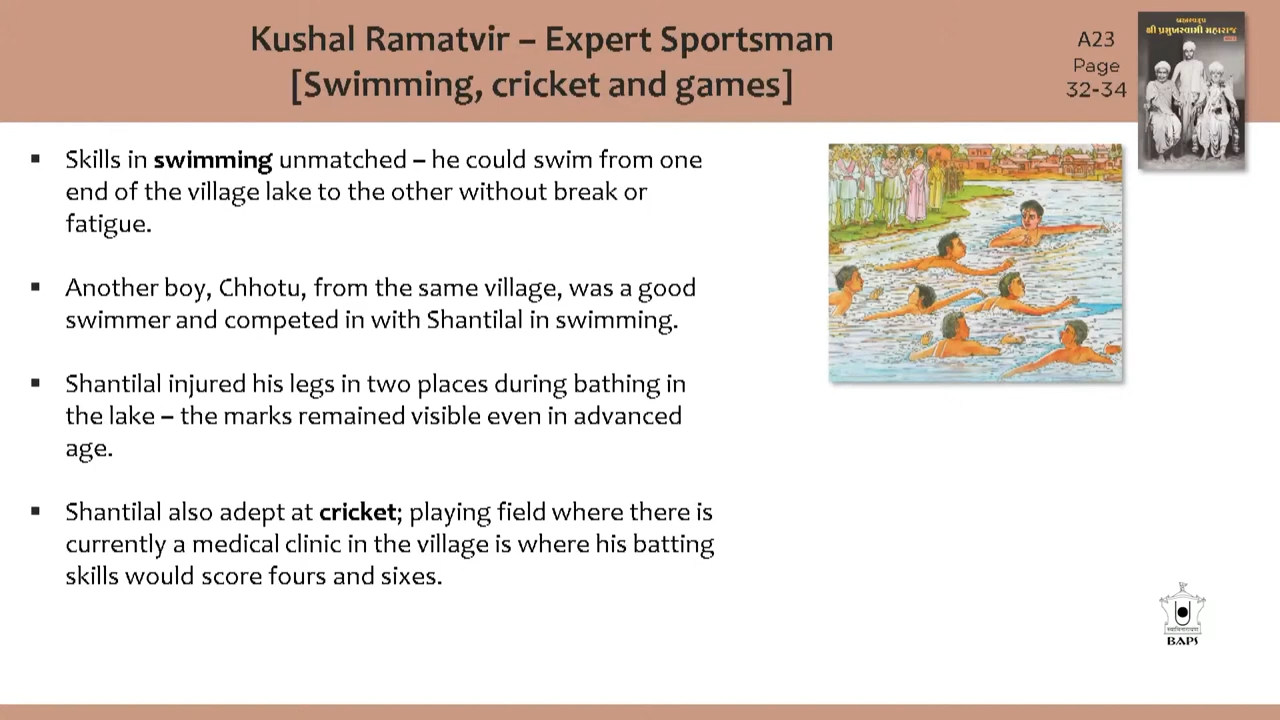 Kushal Ramatvir – Expert Sportsman
[Swimming, cricket and games]
A23
Page
32-34
શ્રી પ્રમુખસ્વામી મહારાજ
▪ Skills in swimming unmatched – he could swim from one
end of the village lake to the other without break or
fatigue.
▪ Another boy, Chhotu, from the same village, was a good
swimmer and competed in with Shantilal in swimming.
▪ Shantilal injured his legs in two places during bathing in
the lake – the marks remained visible even in advanced
age.
▪ Shantilal also adept at cricket; playing field where there is
currently a medical clinic in the village is where his batting
skills would score fours and sixes.
BAPS